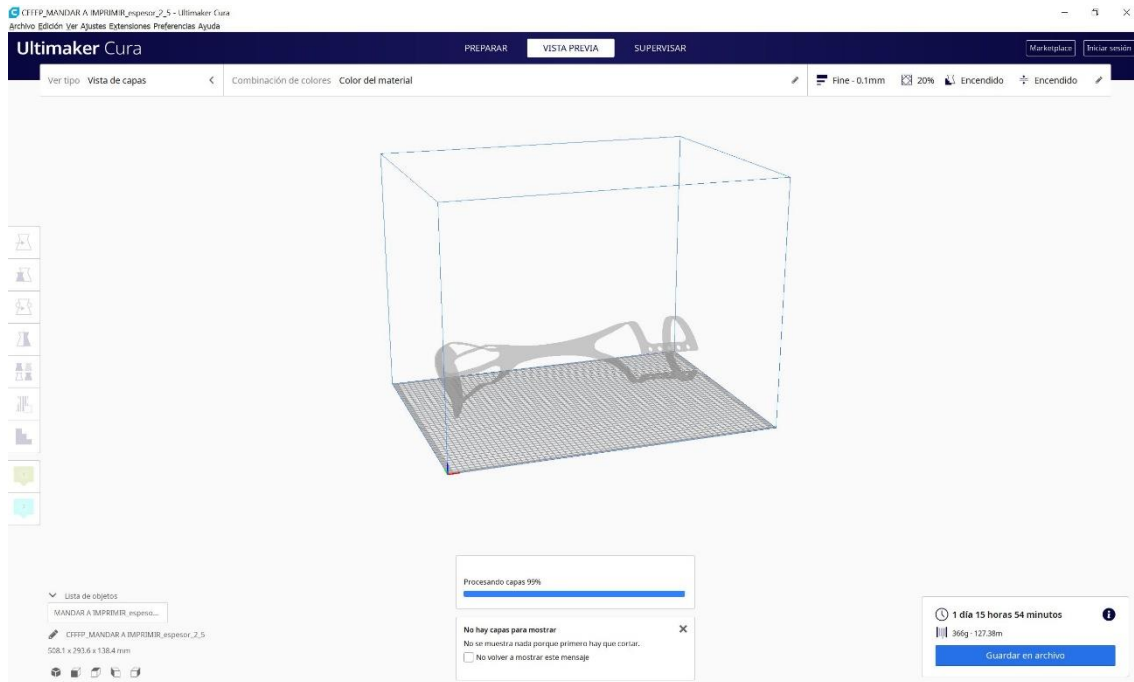 CFFFP_MANDAR A IMPRIMIR_espesor_2_5 - Ultimaker Cura
Archivo Edición Ver Ajustes Extensiones Preferencias Ayuda
Ultimaker Cura
PREPARAR VISTA PREVIA SUPERVISAR
Marketplace Iniciar sesión
Ver tipo Vista de capas
Combinación de colores Color del material
Fine - 0.1mm 20% Encendido Encendido
Procesando capas 99%
No hay capas para mostrar
No se muestra nada porque primero hay que cortar.
No volver a mostrar este mensaje
Lista de objetos
MANDAR A IMPRIMIR_espeso...
CFFFP_MANDAR A IMPRIMIR_espesor_2_5
508.1 x 293.6 x 138.4 mm
1 día 15 horas 54 minutos
366g · 127.38m
Guardar en archivo